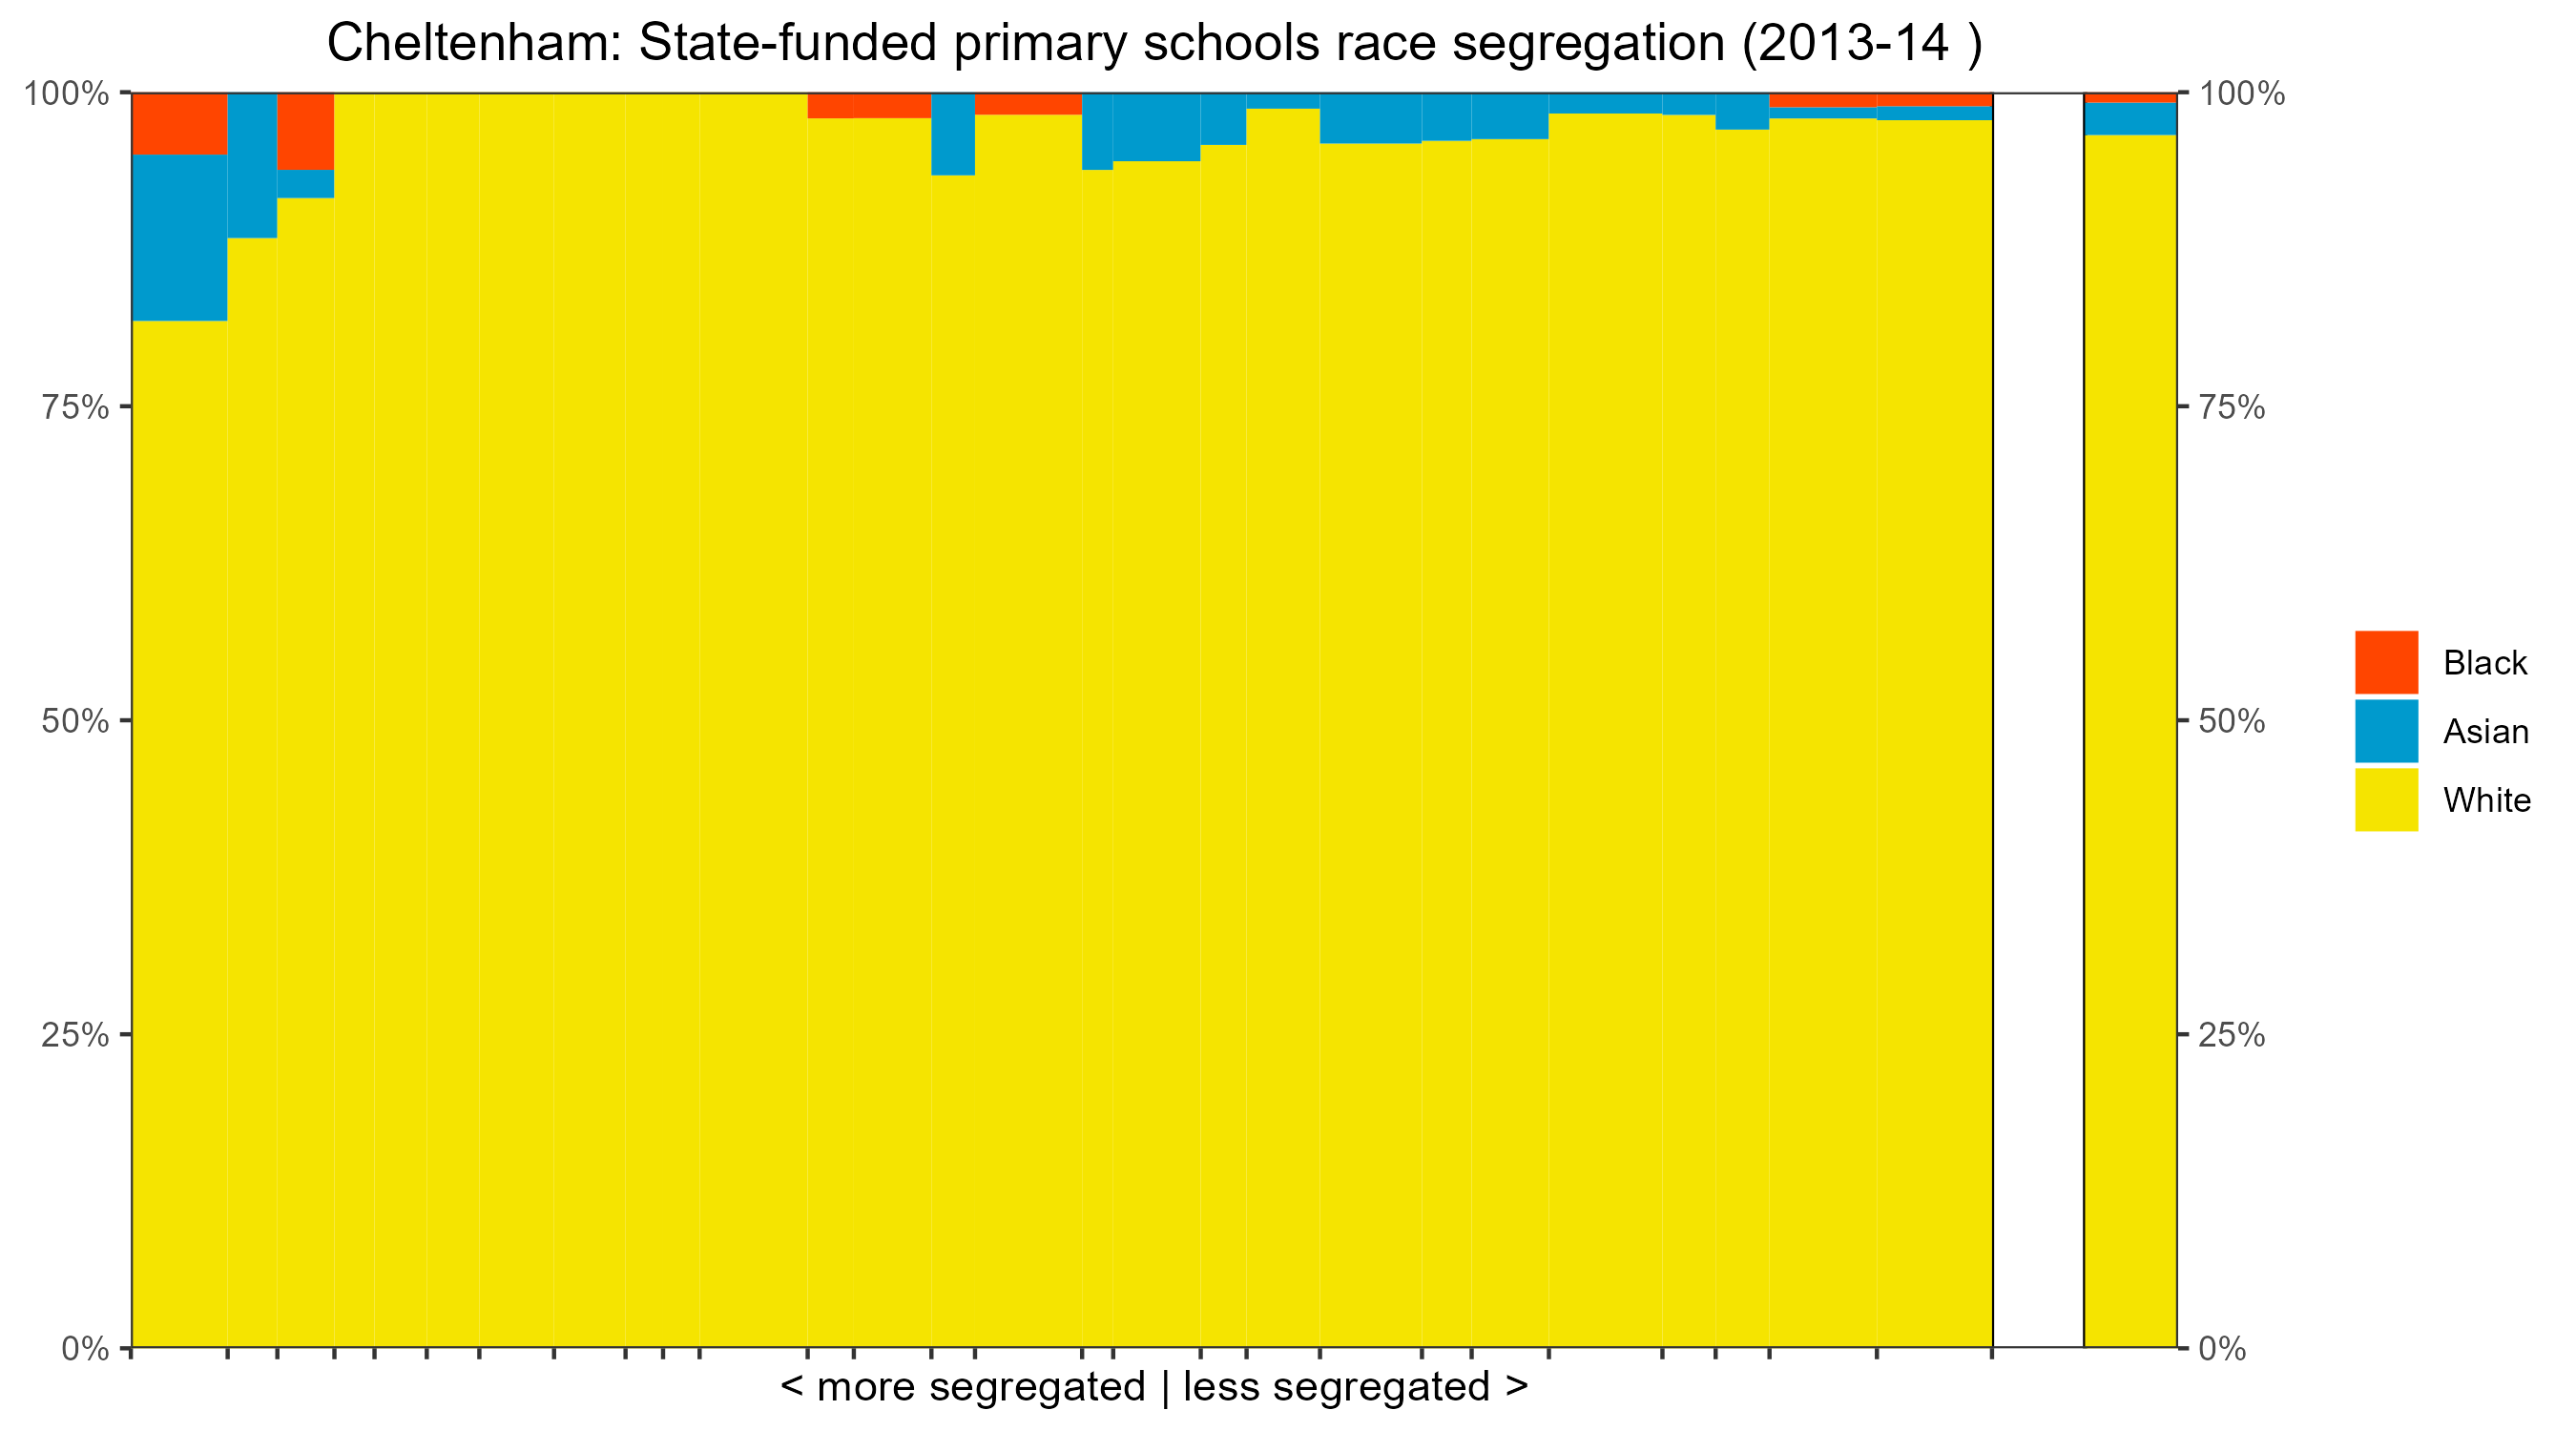 Cheltenham: State-funded primary schools race segregation (2013-14 )
100%
75%
50%
25%
0%
100%
75%
50%
25%
0%
Black
Asian
White
< more segregated | less segregated >